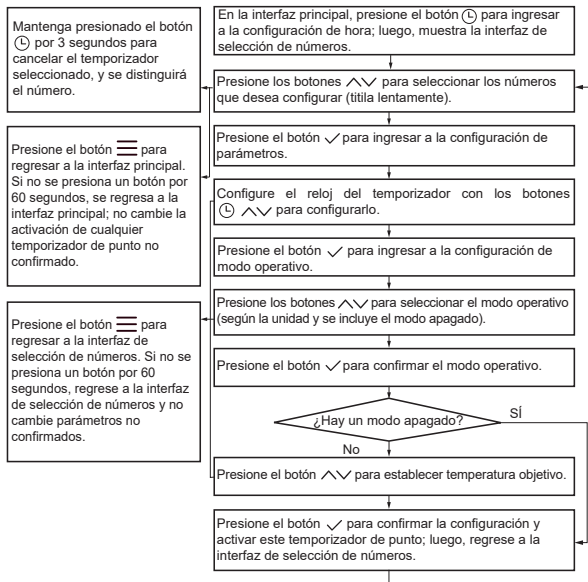 En la interfaz principal, presione el botón para ingresar
a la configuración de hora; luego, muestra la interfaz de
selección de números.
Mantenga presionado el botón
por 3 segundos para
cancelar el temporizador
seleccionado, y se distinguirá
el número.
Presione los botones para seleccionar los números
que desea configurar (titila lentamente).
Presione el botón para ingresar a la configuración de
parámetros.
Presione el botón para
regresar a la interfaz principal.
Si no se presiona un botón por
60 segundos, se regresa a la
interfaz principal; no cambie la
activación de cualquier
temporizador de punto no
confirmado.
Configure el reloj del temporizador con los botones
para configurarlo.
Presione el botón para ingresar a la configuración de
modo operativo.
Presione los botones para seleccionar el modo operativo
(según la unidad y se incluye el modo apagado).
Presione el botón para
regresar a la interfaz de
selección de números. Si no se
presiona un botón por 60
segundos, regrese a la interfaz
de selección de números y no
cambie parámetros no
confirmados.
Presione el botón para confirmar el modo operativo.
¿Hay un modo apagado?
SÍ
No
Presione el botón para establecer temperatura objetivo.
Presione el botón para confirmar la configuración y
activar este temporizador de punto; luego, regrese a la
interfaz de selección de números.